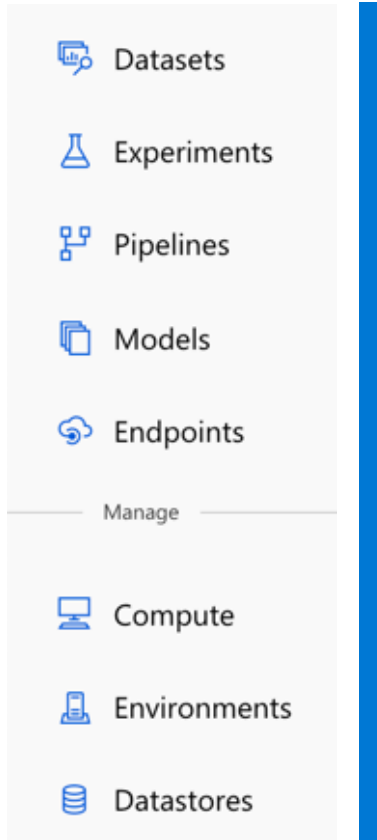 Datasets
Experiments
Pipelines
Models
Endpoints
Manage
Compute
Environments
Datastores